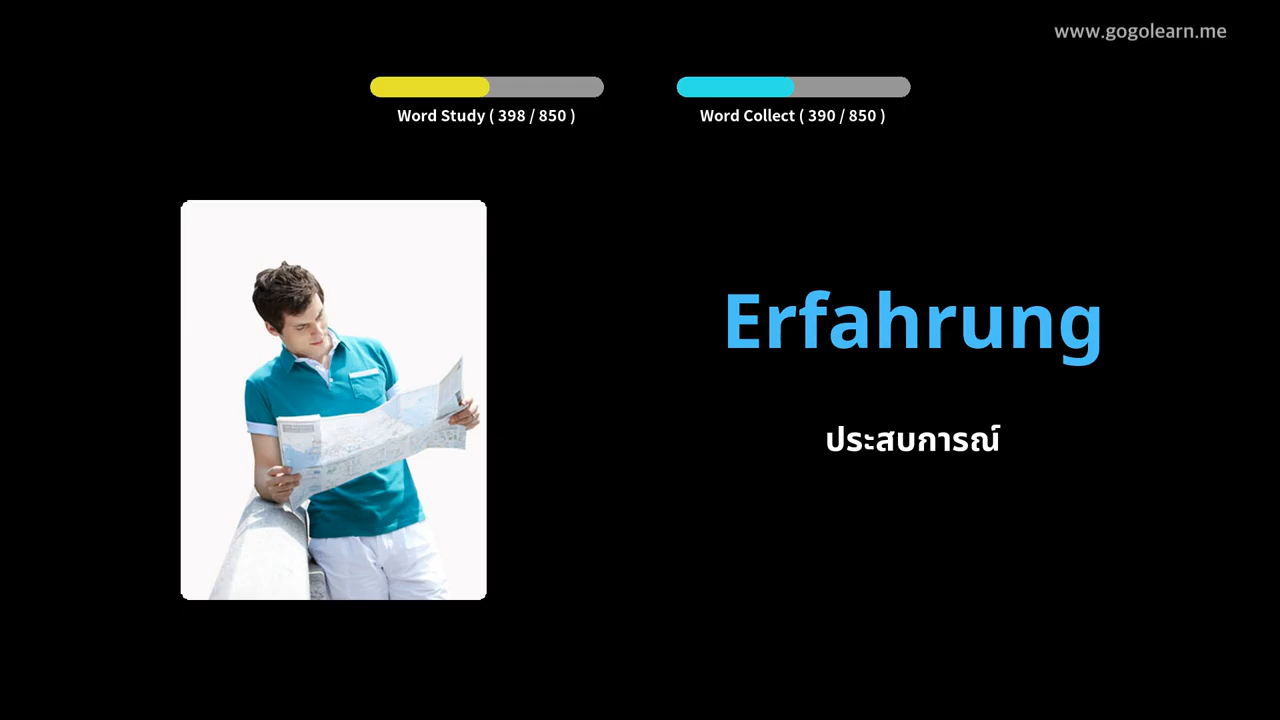 www.gogolearn.me
Word Study ( 398 / 850 )
Word Collect ( 390 / 850 )
Erfahrung
ประสบการณ์